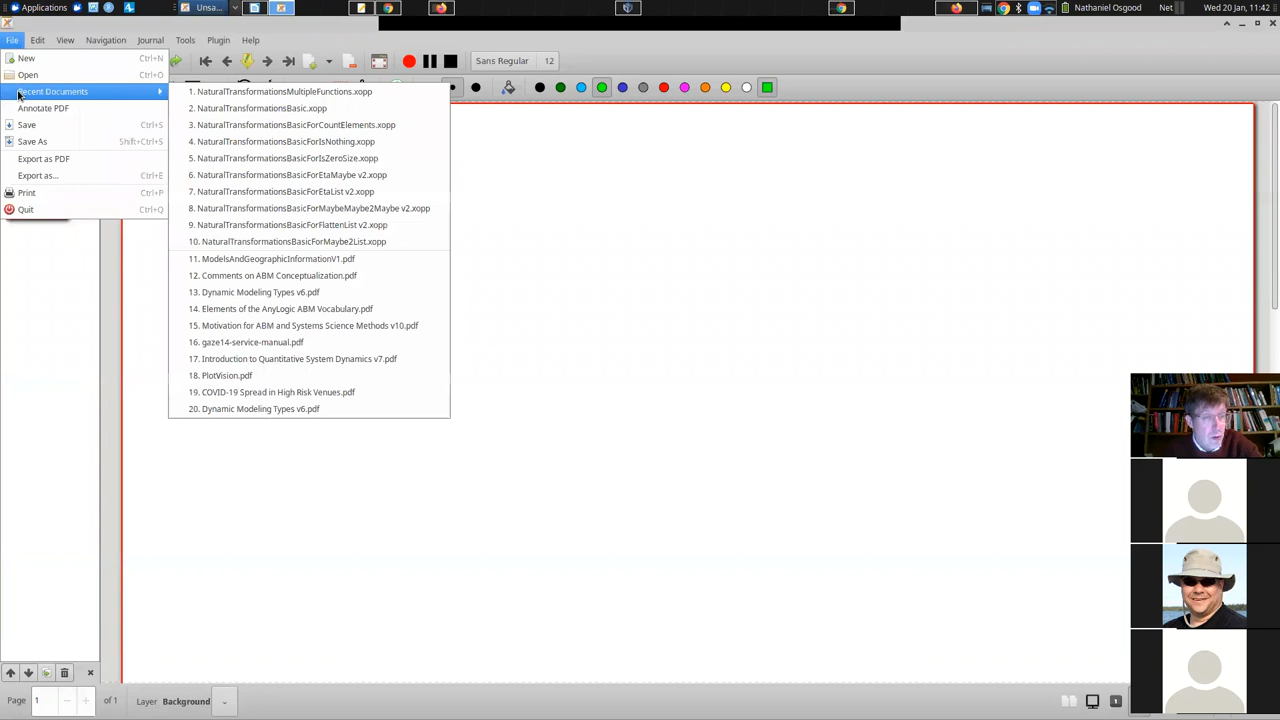 Applications
Unsa...
Nathaniel Osgood
Net
Wed 20 Jan, 11:42
File Edit View Navigation Journal Tools Plugin Help
Sans Regular 12
New Ctrl+N
Open Ctrl+O
Recent Documents
Annotate PDF
Save Ctrl+S
Save As Shift+Ctrl+S
Export as PDF
Export as... Ctrl+E
Print Ctrl+P
Quit Ctrl+Q
1. NaturalTransformationsMultipleFunctions.xopp
2. NaturalTransformationsBasic.xopp
3. NaturalTransformationsBasicForCountElements.xopp
4. NaturalTransformationsBasicForIsNothing.xopp
5. NaturalTransformationsBasicForIsZeroSize.xopp
6. NaturalTransformationsBasicForEtaMaybe v2.xopp
7. NaturalTransformationsBasicForEtaList v2.xopp
8. NaturalTransformationsBasicForMaybeMaybe2Maybe v2.xopp
9. NaturalTransformationsBasicForFlattenList v2.xopp
10. NaturalTransformationsBasicForMaybe2List.xopp
11. ModelsAndGeographicInformationV1.pdf
12. Comments on ABM Conceptualization.pdf
13. Dynamic Modeling Types v6.pdf
14. Elements of the AnyLogic ABM Vocabulary.pdf
15. Motivation for ABM and Systems Science Methods v10.pdf
16. gaze14-service-manual.pdf
17. Introduction to Quantitative System Dynamics v7.pdf
18. PlotVision.pdf
19. COVID-19 Spread in High Risk Venues.pdf
20. Dynamic Modeling Types v6.pdf
Page 1 of 1 Layer Background